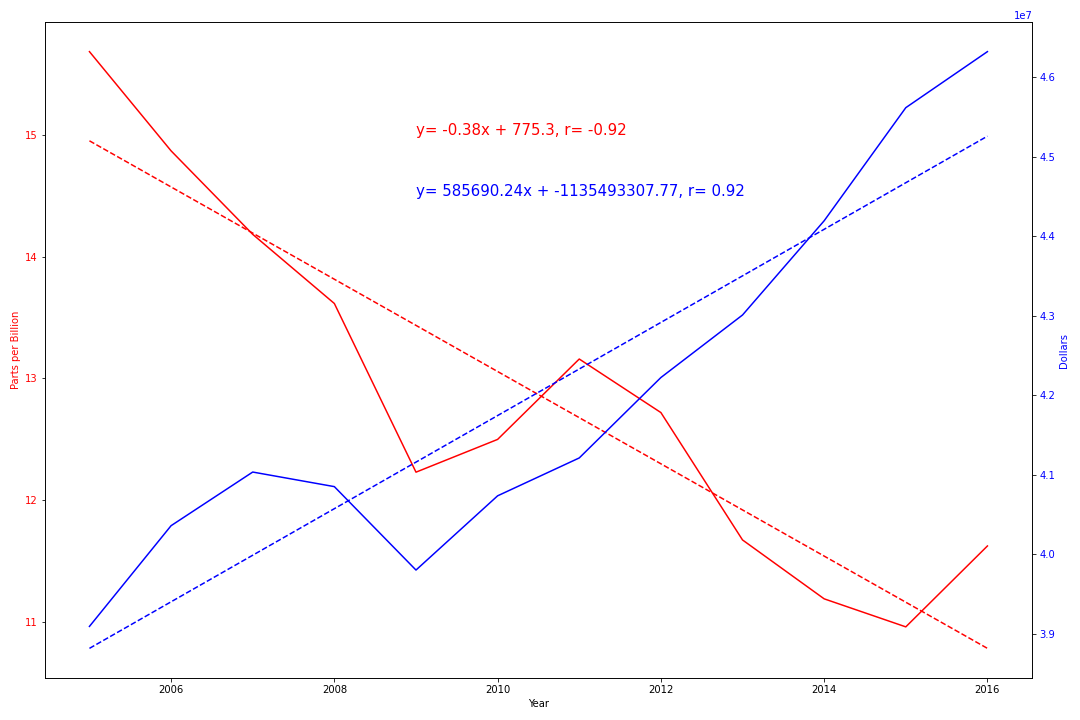 1e7
y= -0.38x + 775.3, r= -0.92
y= 585690.24x + -1135493307.77, r= 0.92
Parts per Billion
15
14
13
12
11
Dollars
4.6
4.5
4.4
4.3
4.2
4.1
4.0
3.9
2006 2008 2010 2012 2014 2016
Year